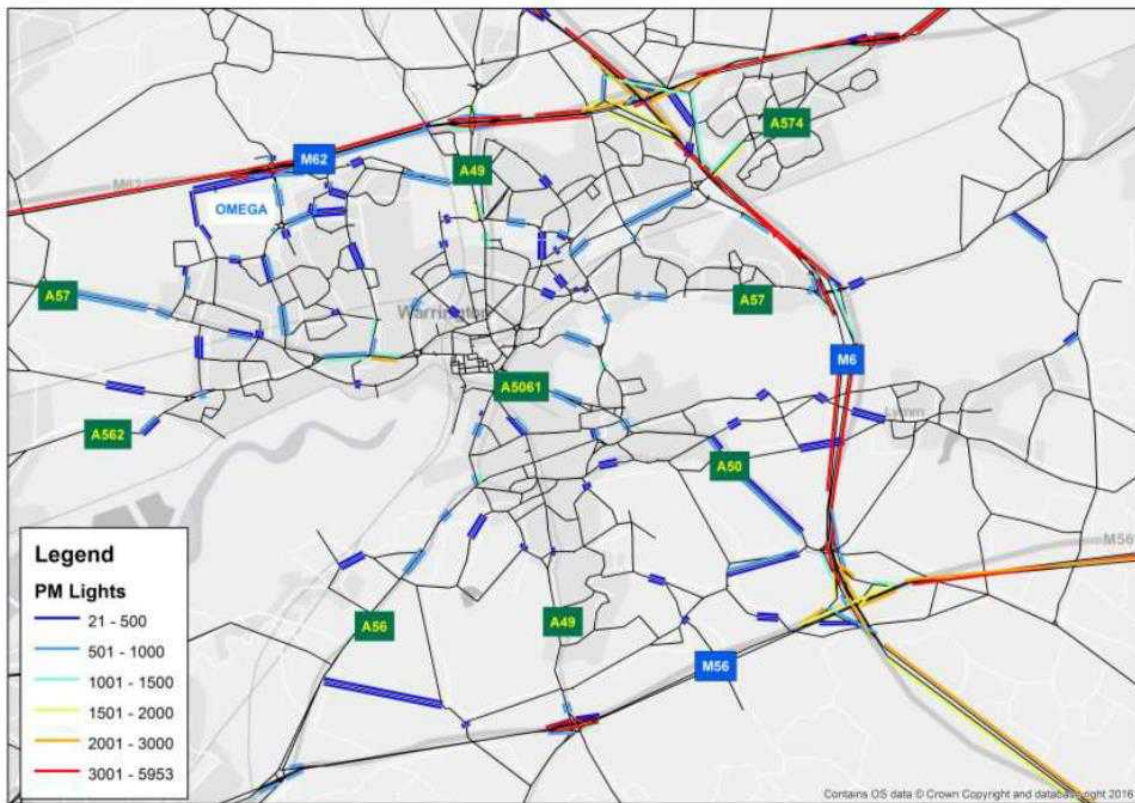 A574
M62
M62
A49
OMEGA
A57
A57
Warrington
M6
A5061
Lymm
A562
A50
M56
A56
A49
M56
Legend
PM Lights
21 - 500
501 - 1000
1001 - 1500
1501 - 2000
2001 - 3000
3001 - 5953
Contains OS data © Crown Copyright and database right 2016